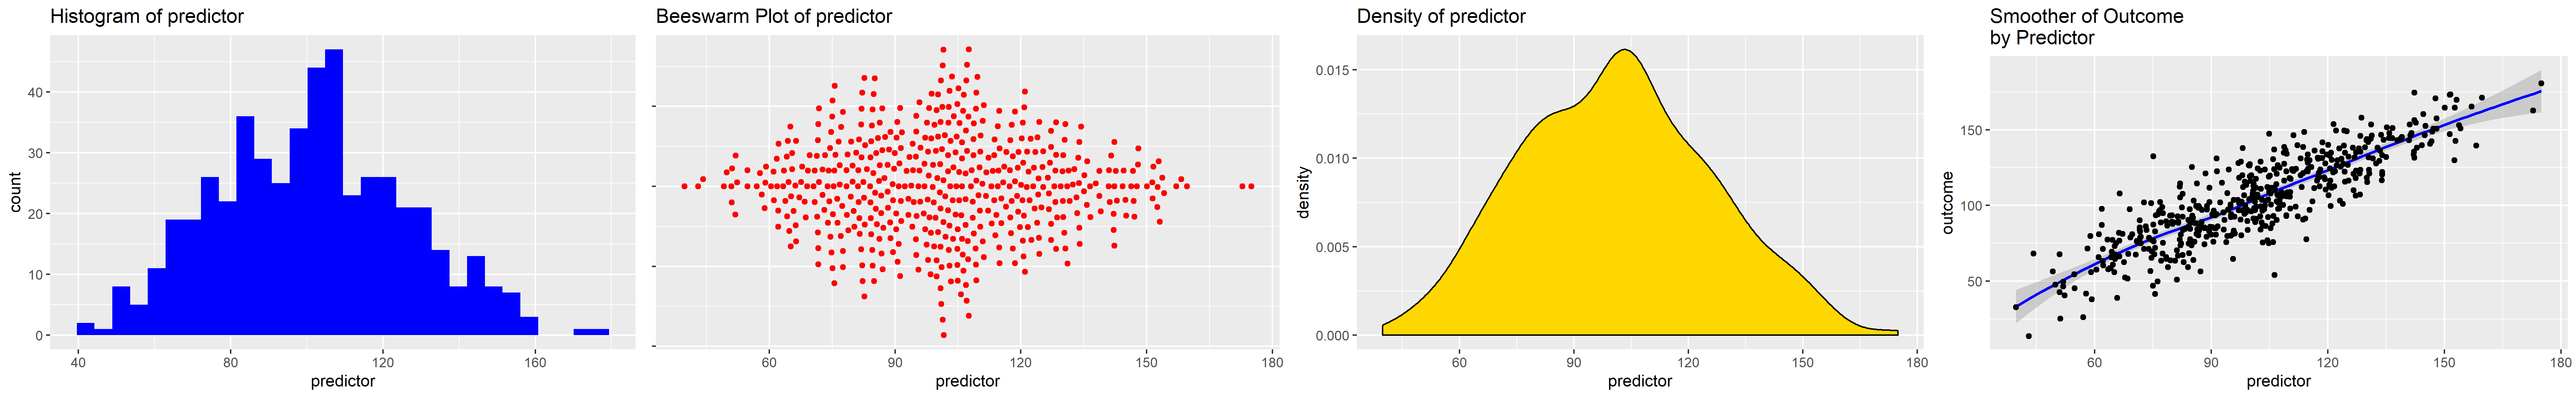 Histogram of predictor
count
40
30
20
10
0
40 80 120 160
predictor
Beeswarm Plot of predictor
60 90 120 150 180
predictor
Density of predictor
density
0.015
0.010
0.005
0.000
60 90 120 150 180
predictor
Smoother of Outcome
by Predictor
outcome
150
100
50
60 90 120 150 180
predictor